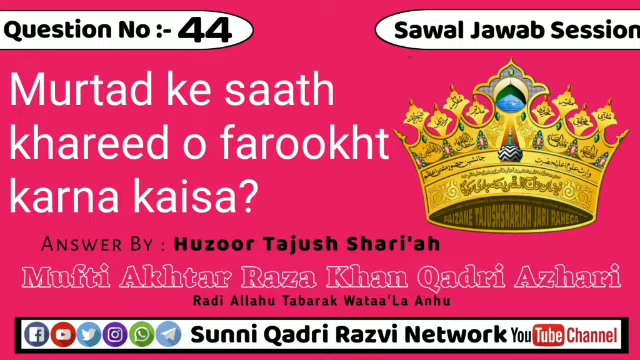 Question No :- 44
Sawal Jawab Session
Murtad ke saath
khareed o farookht
karna kaisa?
FAIZANE TAJUSHSHARIAH JARI RAHEGA
Answer By : Huzoor Tajush Shari'ah
Mufti Akhtar Raza Khan Qadri Azhari
Radi Allahu Tabarak Wataa'La Anhu
Sunni Qadri Razvi Network YouTube Channel